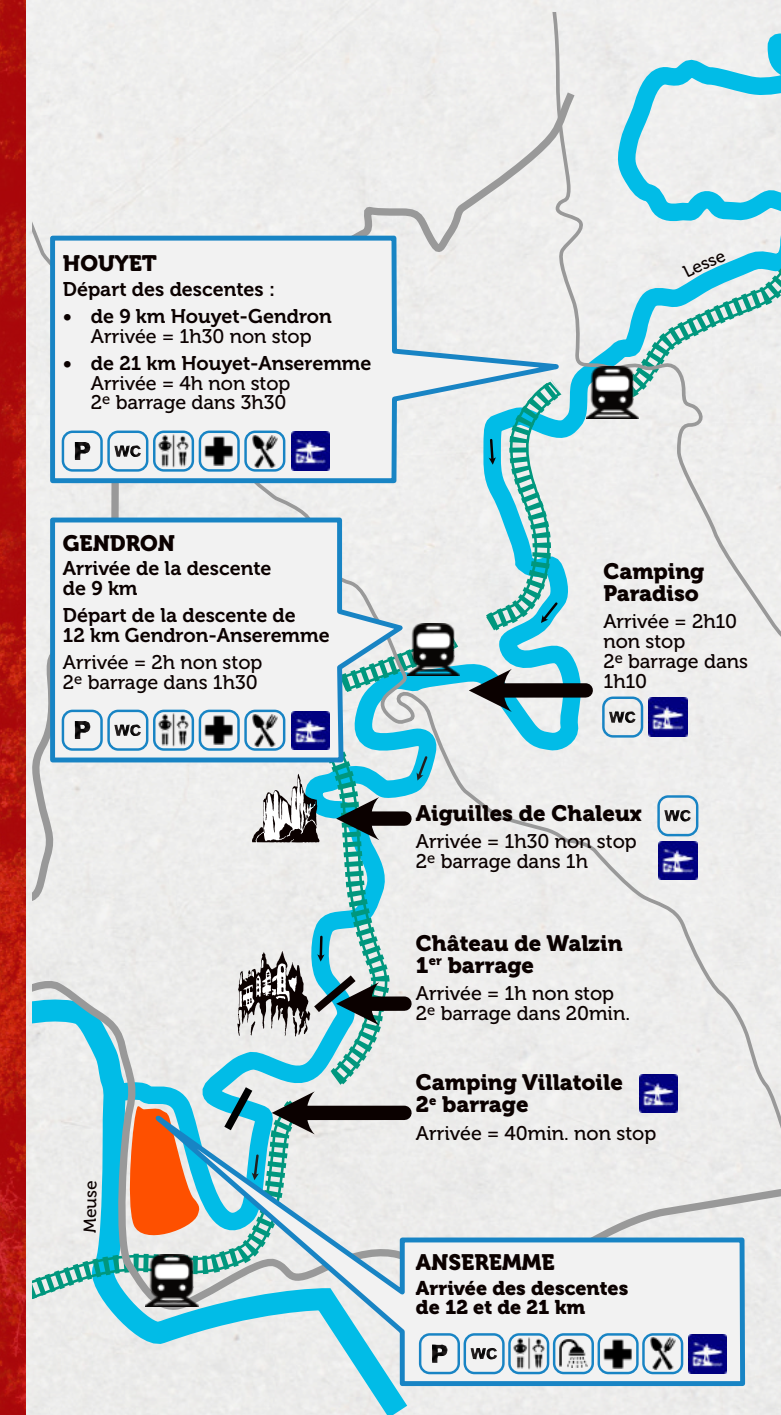 Lesse
HOUYET
Départ des descentes :
• de 9 km Houyet-Gendron
Arrivée = 1h30 non stop
• de 21 km Houyet-Anseremme
Arrivée = 4h non stop
2e barrage dans 3h30
P WC
GENDRON
Arrivée de la descente
de 9 km
Départ de la descente de
12 km Gendron-Anseremme
Arrivée = 2h non stop
2e barrage dans 1h30
P WC
Camping
Paradiso
Arrivée = 2h10
non stop
2e barrage dans
1h10
WC
Aiguilles de Chaleux
WC
Arrivée = 1h30 non stop
2e barrage dans 1h
Château de Walzin
1er barrage
Arrivée = 1h non stop
2e barrage dans 20min.
Camping Villatoile
2e barrage
Arrivée = 40min. non stop
Meuse
ANSEREMME
Arrivée des descentes
de 12 et de 21 km
P WC